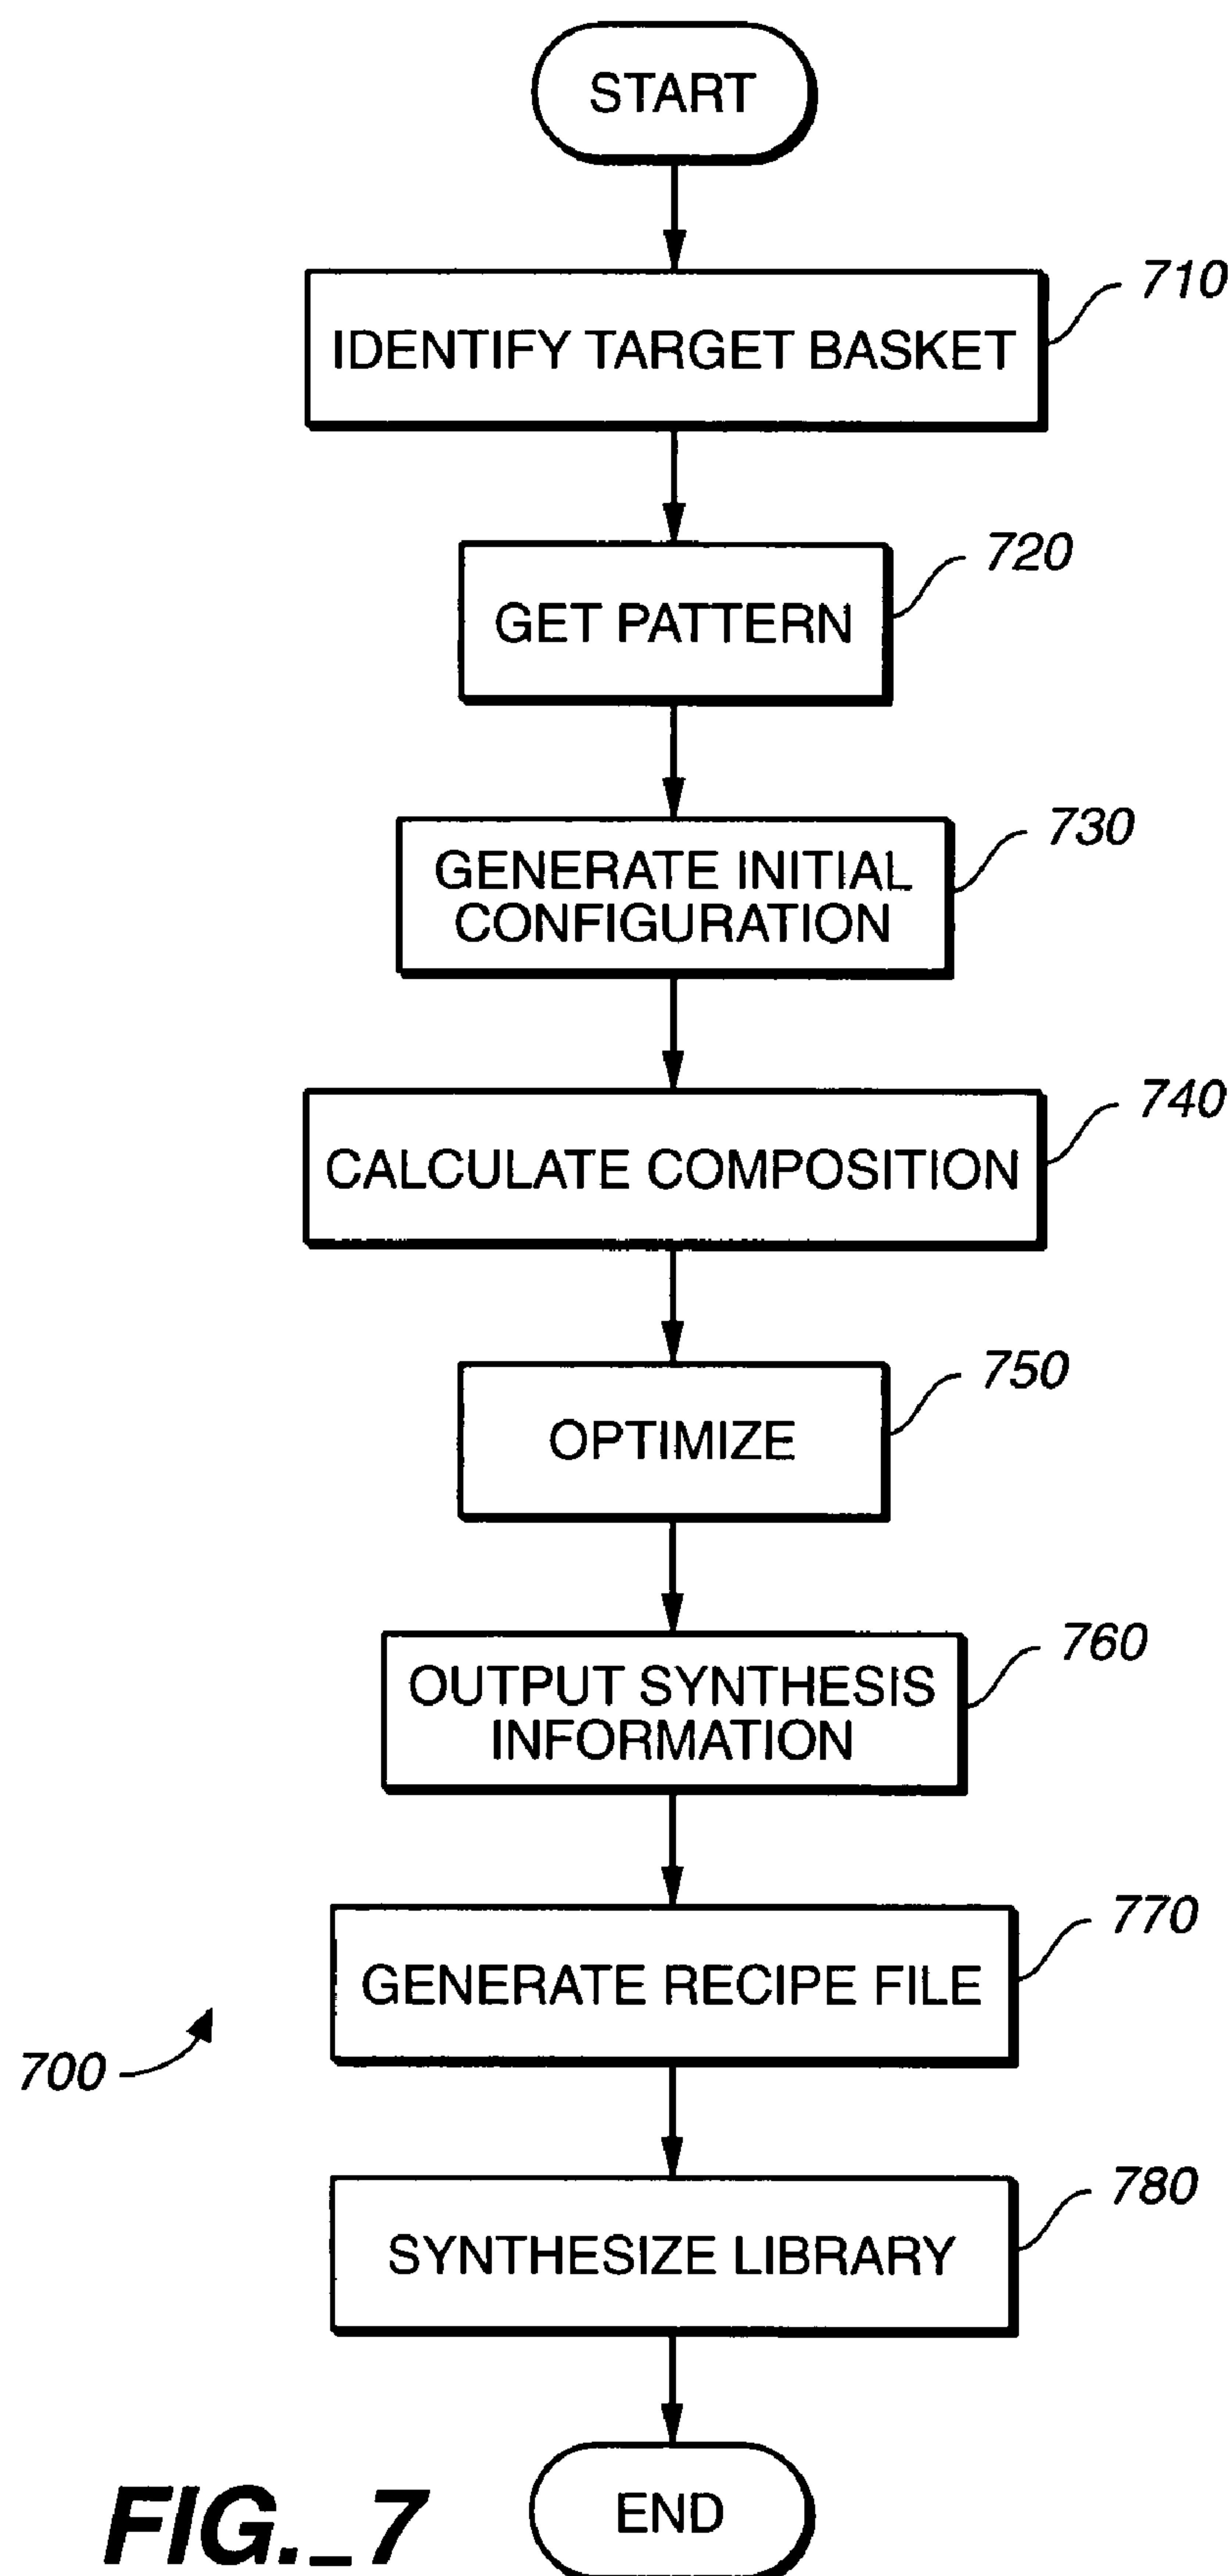 START
710
IDENTIFY TARGET BASKET
720
GET PATTERN
730
GENERATE INITIAL
CONFIGURATION
740
CALCULATE COMPOSITION
750
OPTIMIZE
760
OUTPUT SYNTHESIS
INFORMATION
770
GENERATE RECIPE FILE
700
780
SYNTHESIZE LIBRARY
END
FIG._7